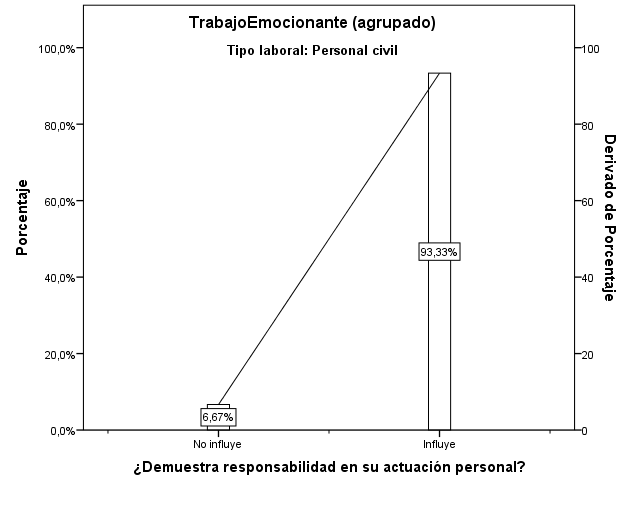 TrabajoEmocionante (agrupado)
Tipo laboral: Personal civil
100,0%
80,0%
60,0%
40,0%
20,0%
0,0%
Porcentaje
100
80
60
40
20
0
Derivado de Porcentaje
6,67%
93,33%
No influye
Influye
¿Demuestra responsabilidad en su actuación personal?